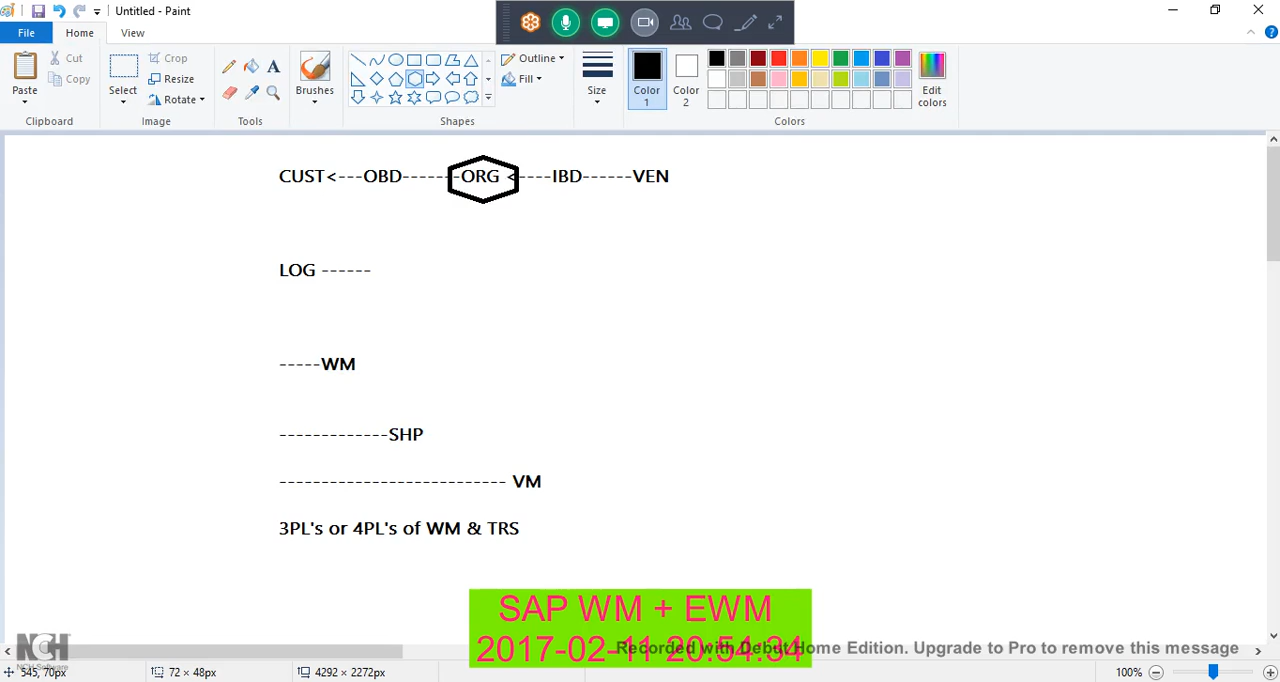 Untitled - Paint
File
Home
View
Paste
Cut
Copy
Clipboard
Select
Crop
Resize
Rotate
Image
A
Tools
Brushes
Outline
Fill
Shapes
Size
Color 1
Color 2
Edit colors
Colors
CUST<---OBD------ORG <----IBD------VEN
LOG ------
-----WM
-------------SHP
--------------------------- VM
3PL's or 4PL's of WM & TRS
SAP WM + EWM
2017-02-11 20:54:34
Recorded with Debut Home Edition. Upgrade to Pro to remove this message
NCH
NCH Software
545, 70px
72 × 48px
4292 × 2272px
100%